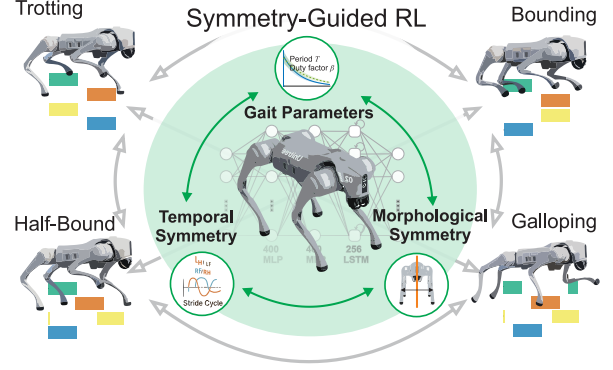 Trotting
Symmetry-Guided RL
Bounding
Period T
Duty factor β
Gait Parameters
Temporal
Symmetry
Morphological
Symmetry
400
MLP
MLP
256
LSTM
Half-Bound
Galloping
Stride Cycle